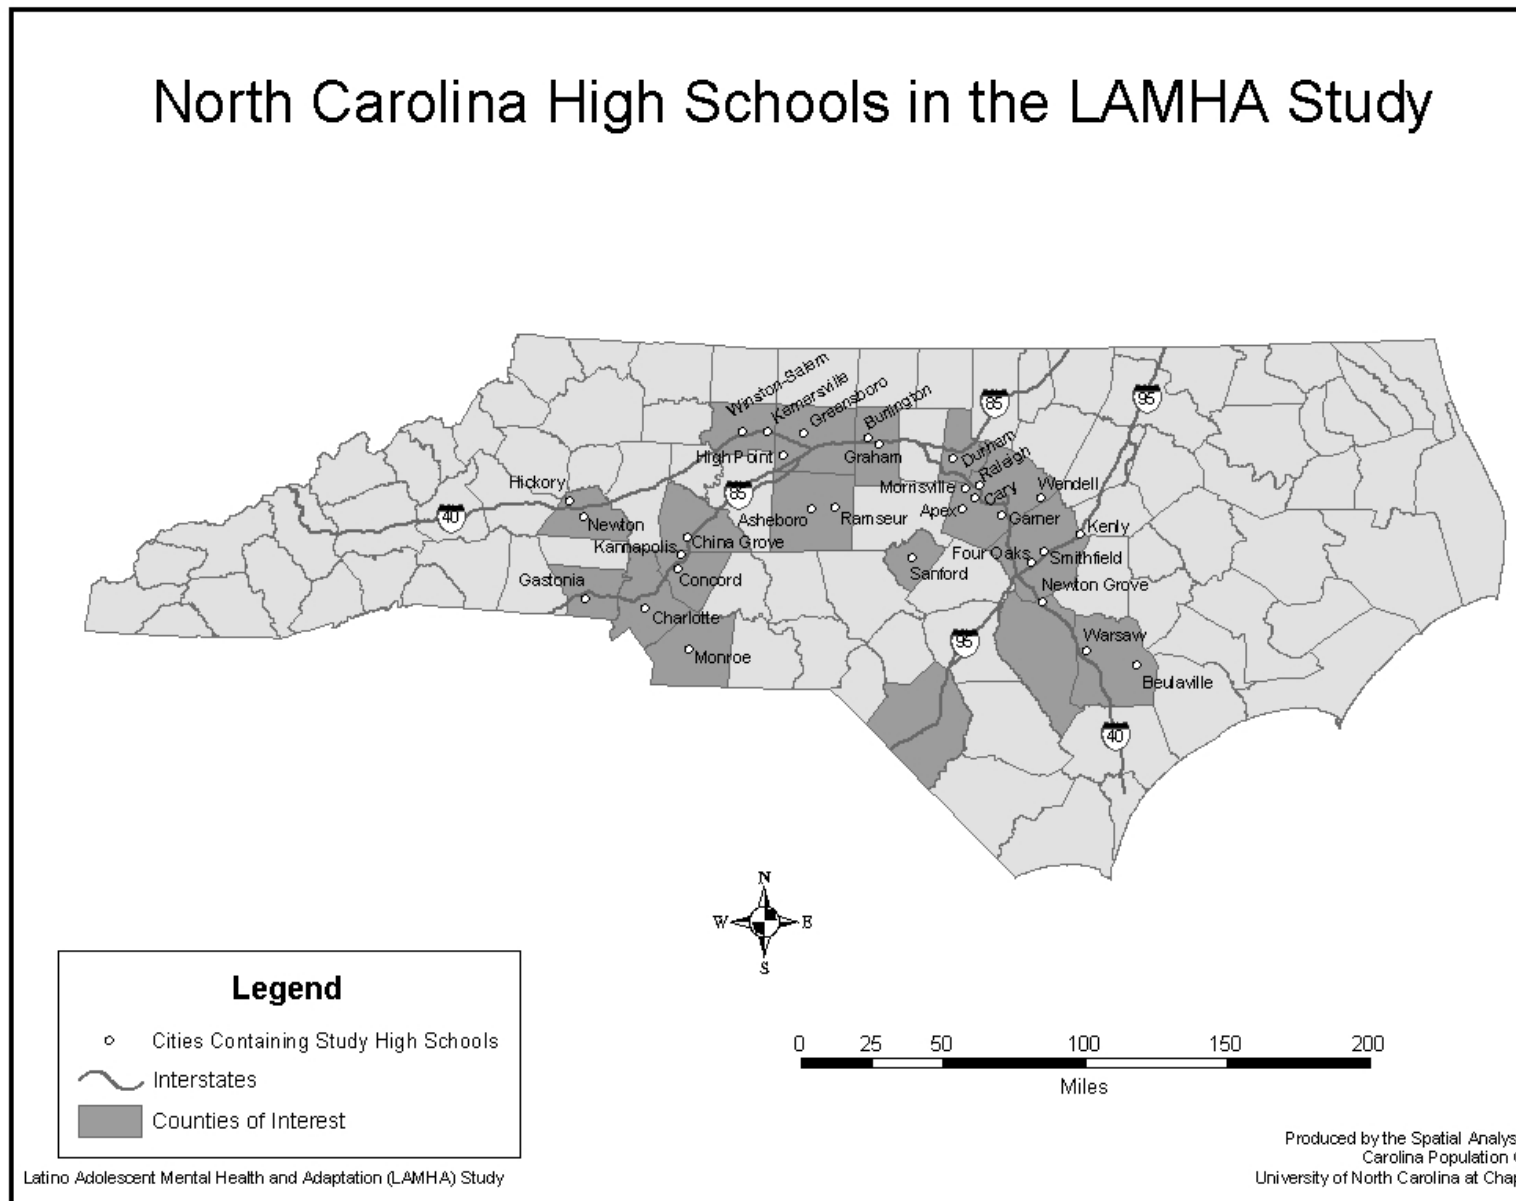 North Carolina High Schools in the LAMHA Study
Winston-Salem
Kernersville
Greensboro
Burlington
85
95
High Point
Graham
Durham
Raleigh
Hickory
Morrisville
Cary
Wendell
40
85
Newton
Asheboro
Ramseur
Apex
Garner
Kenly
China Grove
Kannapolis
Four Oaks
Smithfield
Gastonia
Concord
Sanford
Newton Grove
Charlotte
95
Warsaw
Monroe
Beulaville
40
N
W
E
S
Legend
Cities Containing Study High Schools
Interstates
Counties of Interest
0 25 50 100 150 200
Miles
Produced by the Spatial Analys
Carolina Population
University of North Carolina at Chap
Latino Adolescent Mental Health and Adaptation (LAMHA) Study